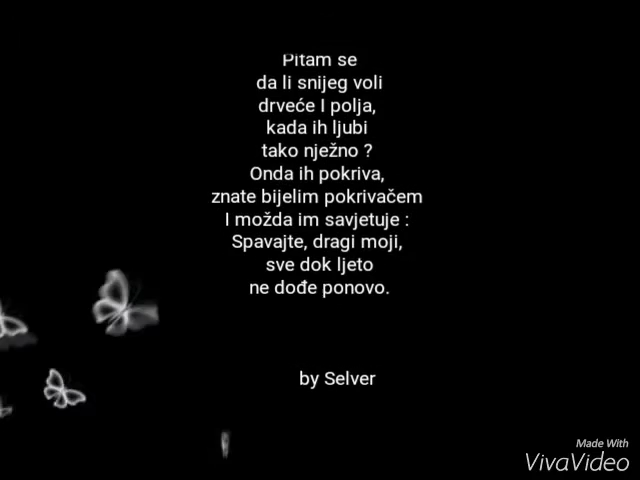 Pitam se
da li snijeg voli
drveće I polja,
kada ih ljubi
tako nježno ?
Onda ih pokriva,
znate bijelim pokrivačem
I možda im savjetuje :
Spavajte, dragi moji,
sve dok ljeto
ne dođe ponovo.
by Selver
Made With
VivaVideo